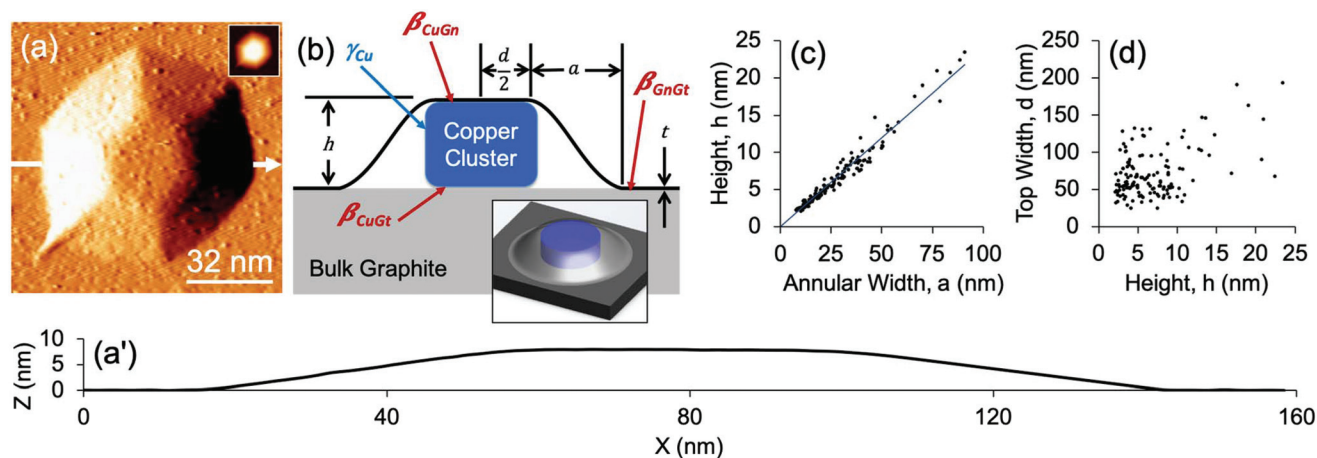 (a)
32 nm
(b)
γCu
βCuGn
d/2
a
βGnGt
h
Copper
Cluster
t
βCuGt
Bulk Graphite
(c)
Height, h (nm)
25
20
15
10
5
0
0 25 50 75 100
Annular Width, a (nm)
(d)
Top Width, d (nm)
250
200
150
100
50
0
0 5 10 15 20 25
Height, h (nm)
(a')
Z (nm)
10
5
0
0 40 80 120 160
X (nm)